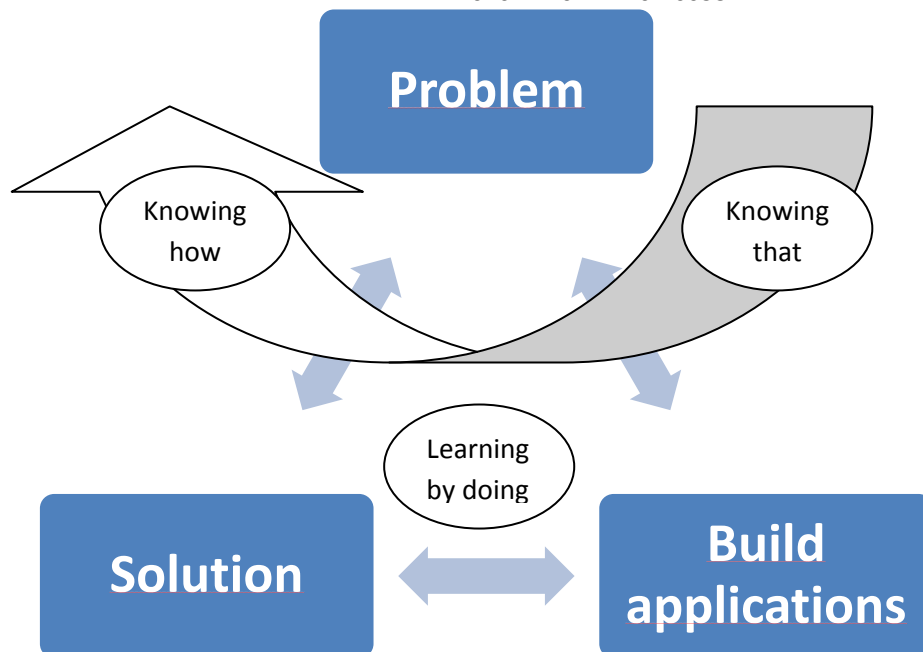 Problem
Knowing
how
Knowing
that
Learning
by doing
Solution
Build
applications